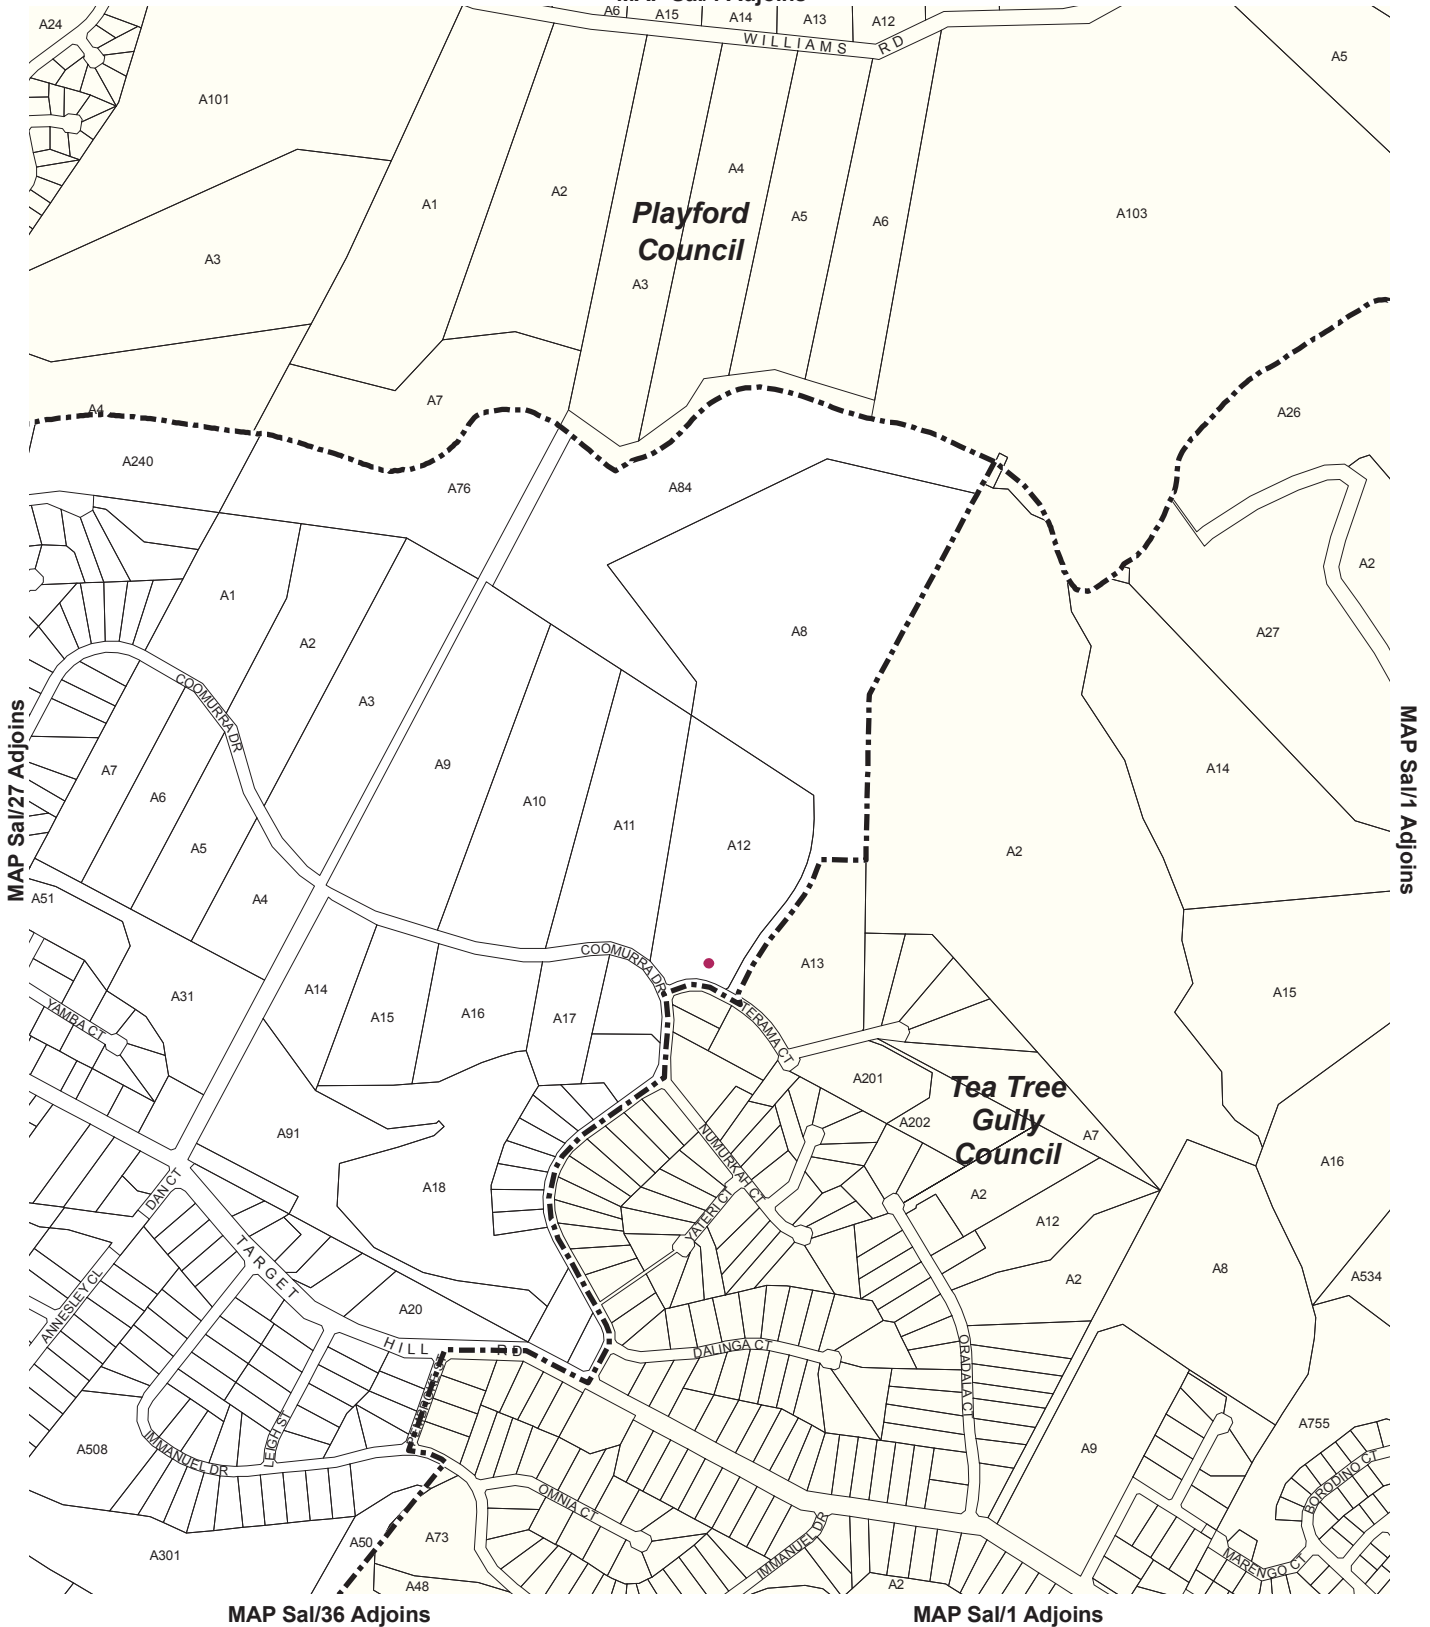 A24
A6
A15
A14
A13
A12
WILLIAMS RD
A5
A101
A4
A1
A2
A103
Playford
Council
A5
A6
A3
A3
A7
A4
A26
A240
A76
A84
A2
A1
A8
A27
A2
A3
COOMURRA DR
MAP Sal/27 Adjoins
MAP Sal/1 Adjoins
A9
A14
A7
A6
A10
A11
A5
A12
A2
A51
A4
COOMURRA DR
A13
A14
A31
A15
YAMBA CT
A15
A16
A17
TERAMA CT
A201
Tea Tree
Gully
Council
A202
A91
NUMURKAH CT
A7
A16
DAN CT
A18
YATERI CT
A2
A12
TARGET
HILL
RD
ANNESLEY CL
A2
A8
A534
A20
DALINGA CT
ORADALA C
A755
A508
IMMANUEL DR
LEIGH ST
A9
BORODINO CT
OMNIA CT
A301
A50
A73
IMMANUEL DR
MARENGO CT
A48
A2
MAP Sal/36 Adjoins
MAP Sal/1 Adjoins